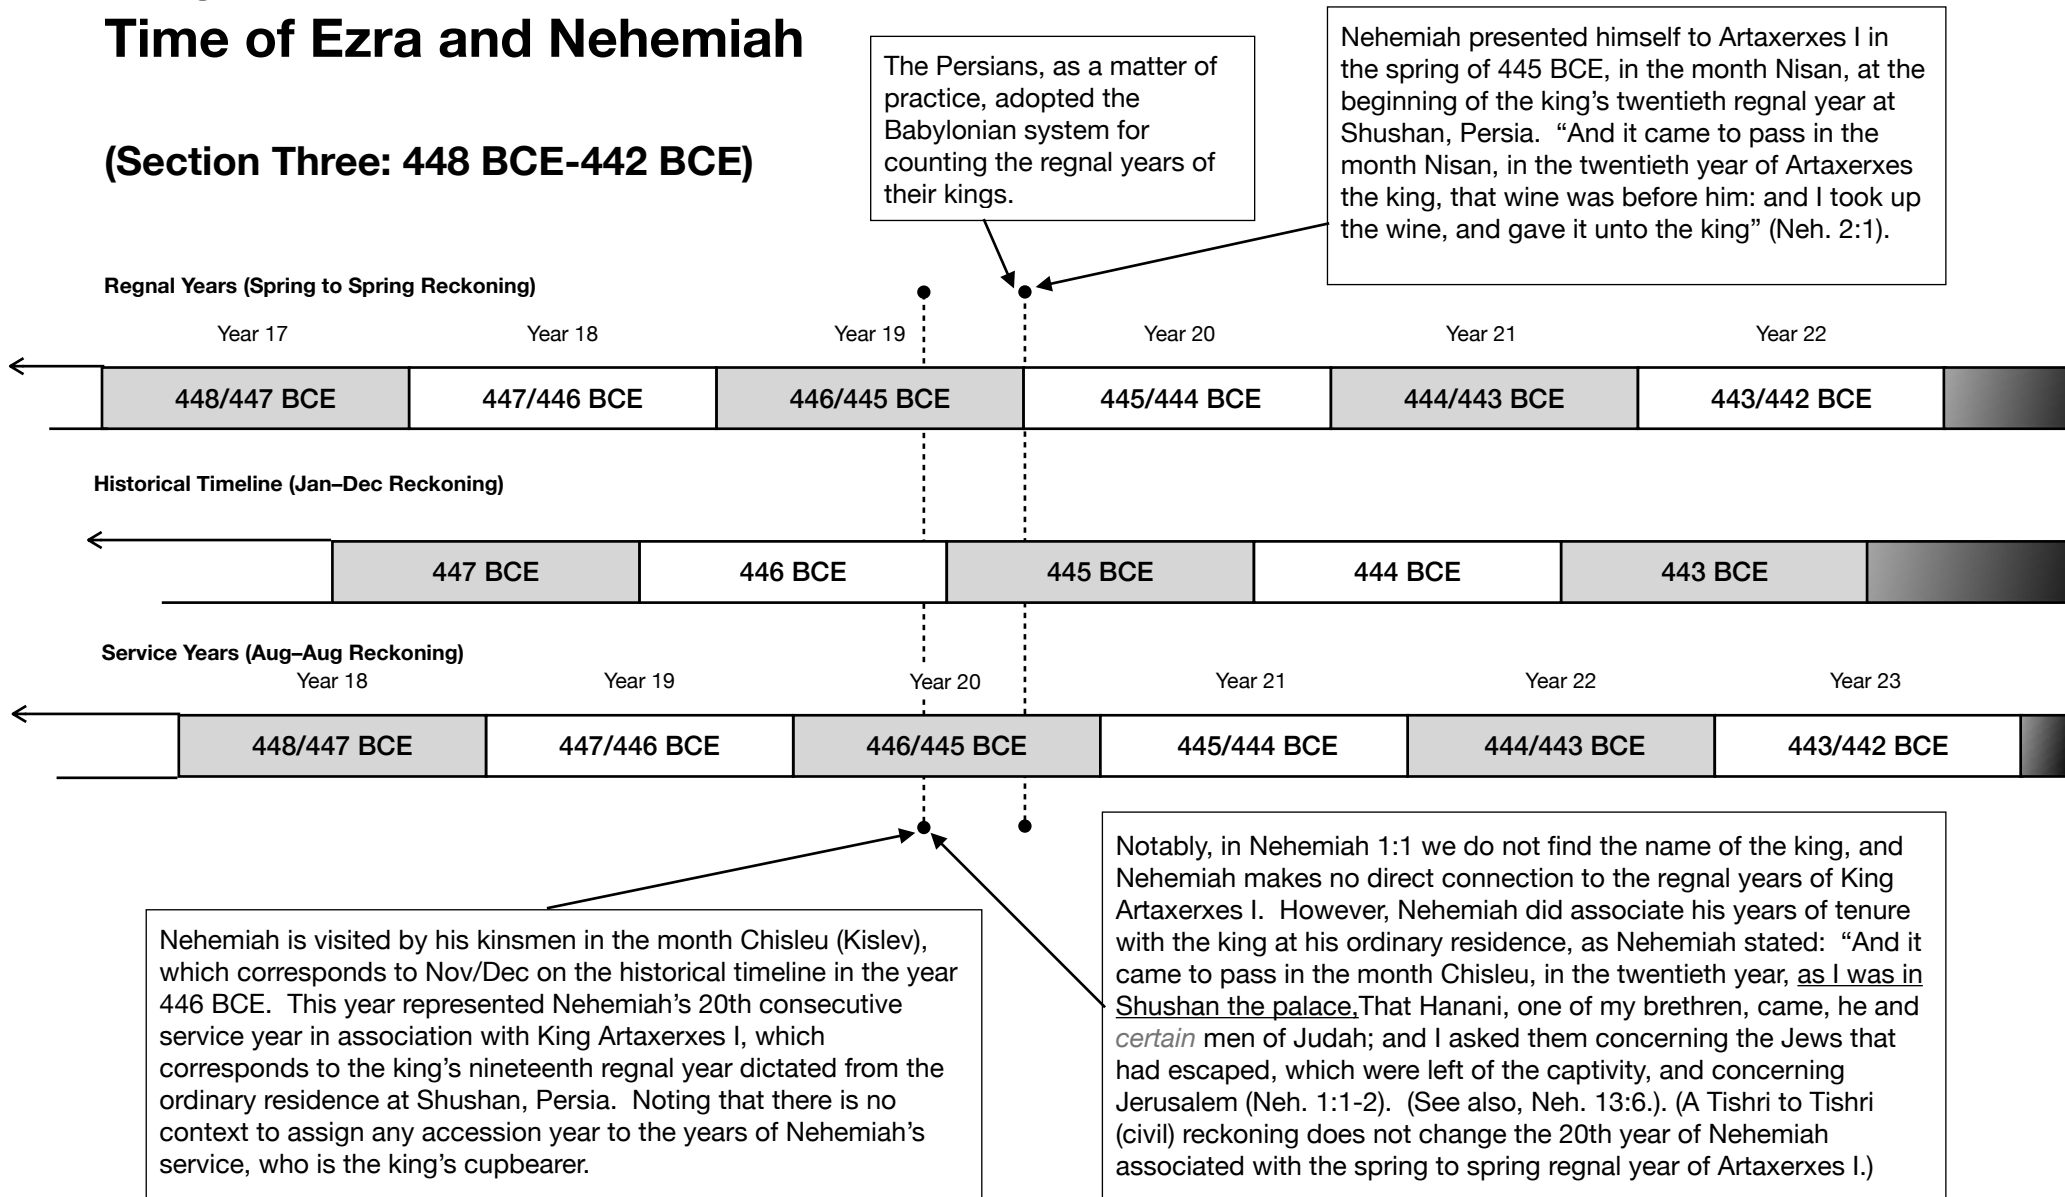 Time of Ezra and Nehemiah
(Section Three: 448 BCE-442 BCE)
The Persians, as a matter of
practice, adopted the
Babylonian system for
counting the regnal years of
their kings.
Nehemiah presented himself to Artaxerxes I in
the spring of 445 BCE, in the month Nisan, at the
beginning of the king’s twentieth regnal year at
Shushan, Persia.  “And it came to pass in the
month Nisan, in the twentieth year of Artaxerxes
the king, that wine was before him: and I took up
the wine, and gave it unto the king” (Neh. 2:1).
Regnal Years (Spring to Spring Reckoning)
Year 17
Year 18
Year 19
Year 20
Year 21
Year 22
448/447 BCE
447/446 BCE
446/445 BCE
445/444 BCE
444/443 BCE
443/442 BCE
Historical Timeline (Jan–Dec Reckoning)
447 BCE
446 BCE
445 BCE
444 BCE
443 BCE
Service Years (Aug–Aug Reckoning)
Year 18
Year 19
Year 20
Year 21
Year 22
Year 23
448/447 BCE
447/446 BCE
446/445 BCE
445/444 BCE
444/443 BCE
443/442 BCE
Nehemiah is visited by his kinsmen in the month Chisleu (Kislev),
which corresponds to Nov/Dec on the historical timeline in the year
446 BCE.  This year represented Nehemiah’s 20th consecutive
service year in association with King Artaxerxes I, which
corresponds to the king’s nineteenth regnal year dictated from the
ordinary residence at Shushan, Persia.  Noting that there is no
context to assign any accession year to the years of Nehemiah’s
service, who is the king’s cupbearer.
Notably, in Nehemiah 1:1 we do not find the name of the king, and
Nehemiah makes no direct connection to the regnal years of King
Artaxerxes I.  However, Nehemiah did associate his years of tenure
with the king at his ordinary residence, as Nehemiah stated:  “And it
came to pass in the month Chisleu, in the twentieth year, as I was in
Shushan the palace,That Hanani, one of my brethren, came, he and
certain men of Judah; and I asked them concerning the Jews that
had escaped, which were left of the captivity, and concerning
Jerusalem (Neh. 1:1-2).  (See also, Neh. 13:6.). (A Tishri to Tishri
(civil) reckoning does not change the 20th year of Nehemiah
associated with the spring to spring regnal year of Artaxerxes I.)